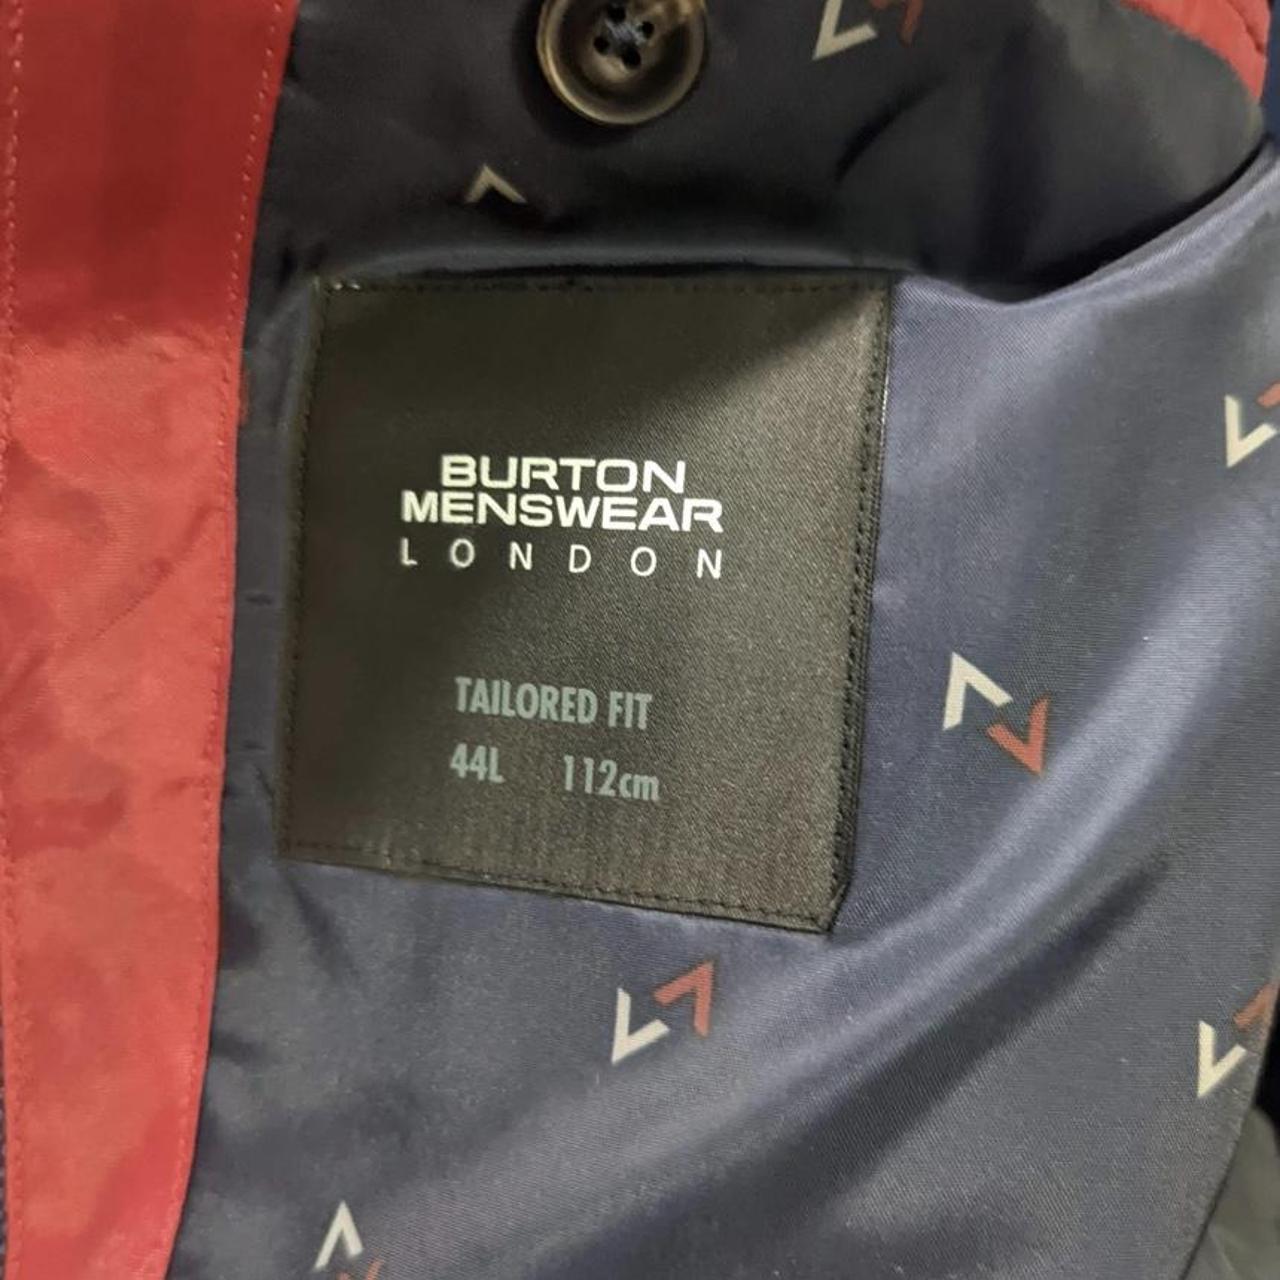 BURTON
MENSWEAR
LONDON
TAILORED FIT
44L 112cm